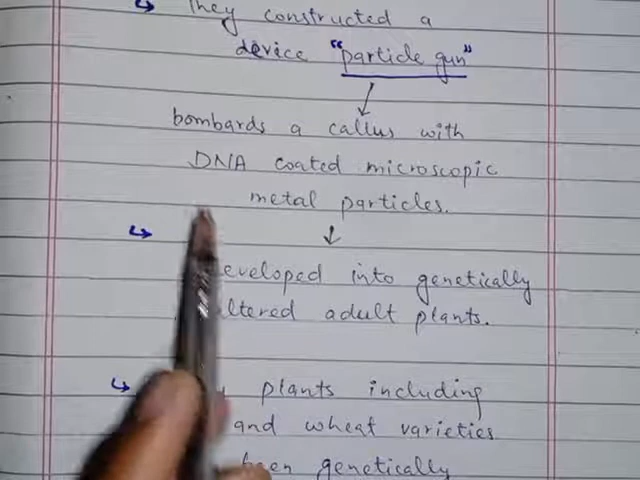 They constructed a
device "particle gun"
bombards a callus with
DNA coated microscopic
metal particles.
eveloped into genetically
ltered adult plants.
plants including
and wheat varieties
been genetically